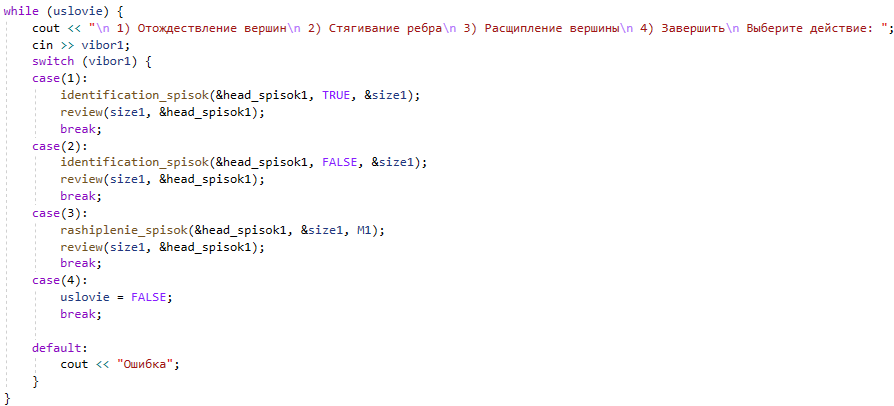 while (uslovie) {
cout << "\n 1) Отождествление вершин\n 2) Стягивание ребра\n 3) Расщипление вершины\n 4) Завершить\n Выберите действие: ";
cin >> vibor1;
switch (vibor1) {
case(1):
identification_spisok(&head_spisok1, TRUE, &size1);
review(size1, &head_spisok1);
break;
case(2):
identification_spisok(&head_spisok1, FALSE, &size1);
review(size1, &head_spisok1);
break;
case(3):
rashiplenie_spisok(&head_spisok1, &size1, M1);
review(size1, &head_spisok1);
break;
case(4):
uslovie = FALSE;
break;
default:
cout << "Ошибка";
}
}